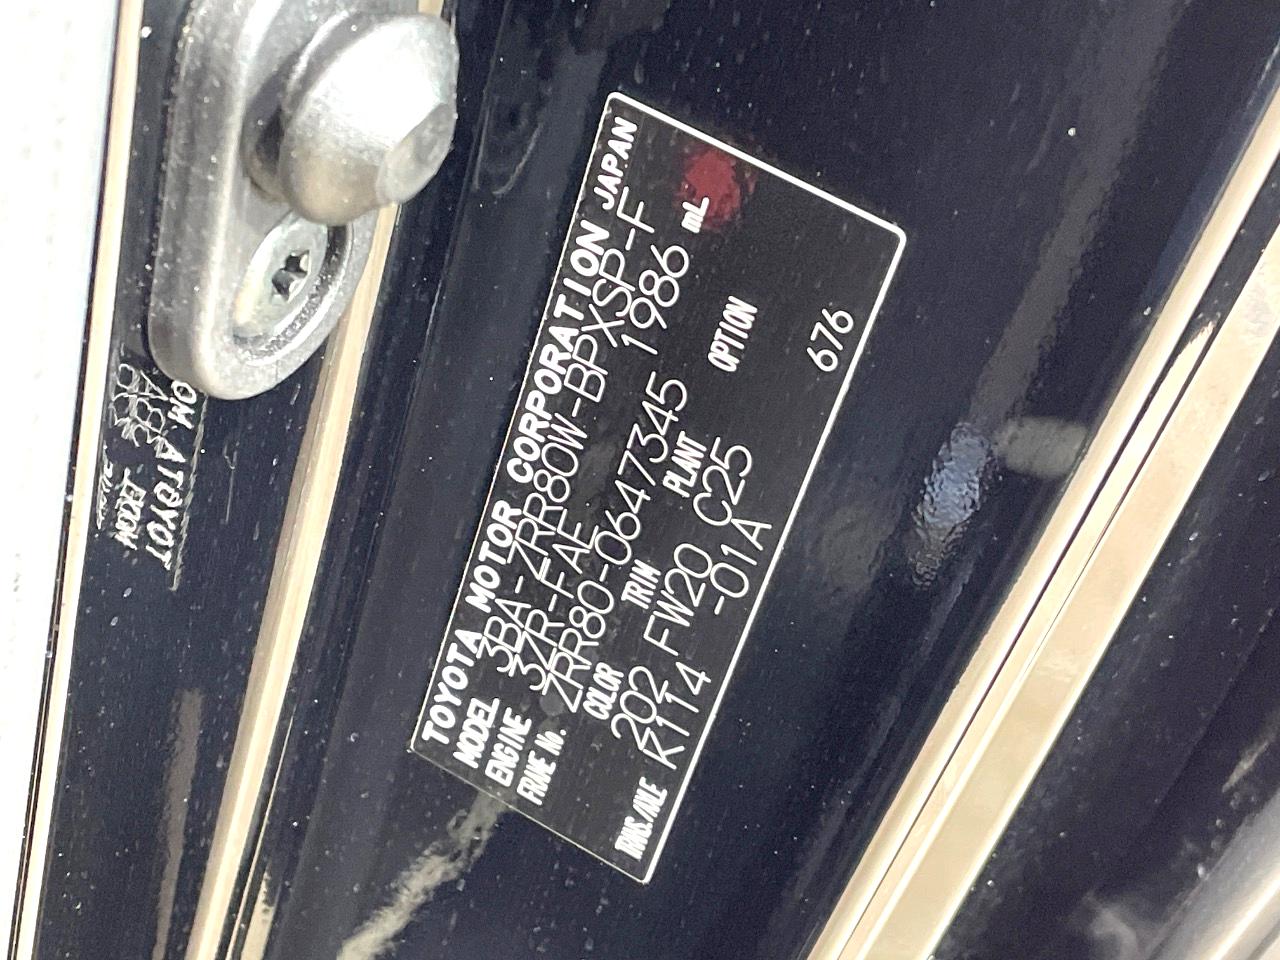 TOYOTA MOTOR CORPORATION JAPAN
MODEL 3BA-ZRR80W-BPXSP-F
ENGINE 3ZR-FAE 1986 mL
FRAME No. ZRR80-0647345
COLOR TRIM PLANT OPTION
202 FW20 C25
TRANS./AXLE K114 -01A 676